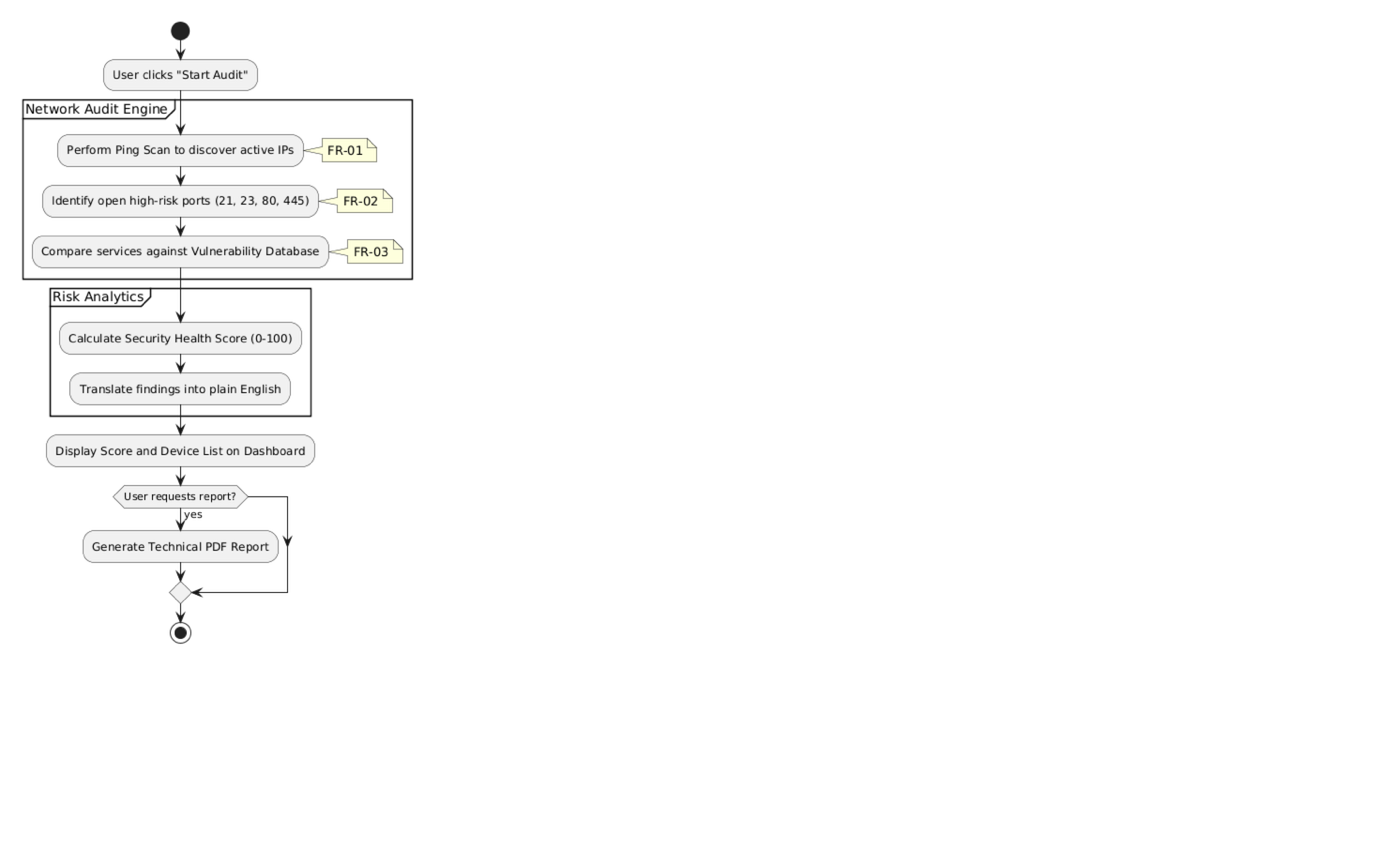 User clicks "Start Audit"
Network Audit Engine
Perform Ping Scan to discover active IPs
FR-01
Identify open high-risk ports (21, 23, 80, 445)
FR-02
Compare services against Vulnerability Database
FR-03
Risk Analytics
Calculate Security Health Score (0-100)
Translate findings into plain English
Display Score and Device List on Dashboard
User requests report?
yes
Generate Technical PDF Report